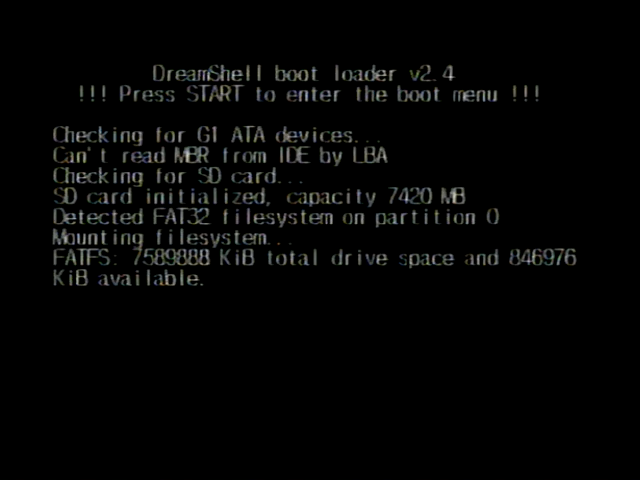 DreamShell boot loader v2.4
!!! Press START to enter the boot menu !!!
Checking for G1 ATA devices...
Can't read MBR from IDE by LBA
Checking for SD card...
SD card initialized, capacity 7420 MB
Detected FAT32 filesystem on partition 0
Mounting filesystem...
FATFS: 7589888 KiB total drive space and 846976
KiB available.